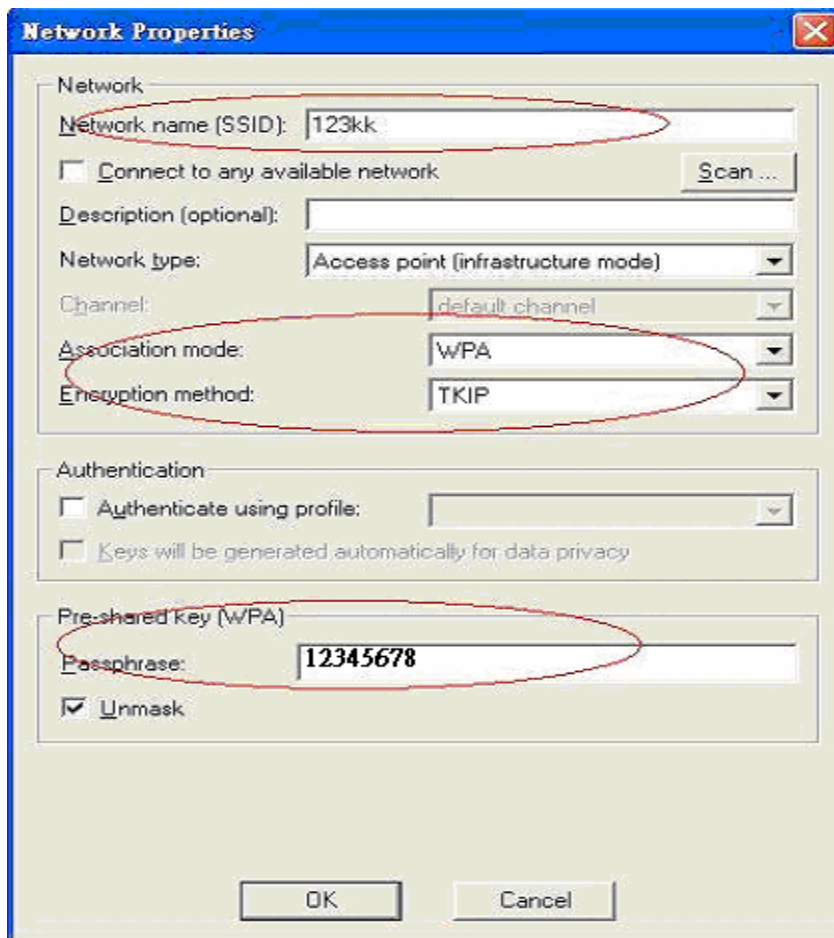 Network Properties
Network
Network name (SSID): 123kk
Connect to any available network Scan ...
Description (optional):
Network type: Access point (infrastructure mode)
Channel: default channel
Association mode: WPA
Encryption method: TKIP
Authentication
Authenticate using profile:
Keys will be generated automatically for data privacy
Pre-shared key (WPA)
Passphrase: 12345678
Unmask
OK Cancel